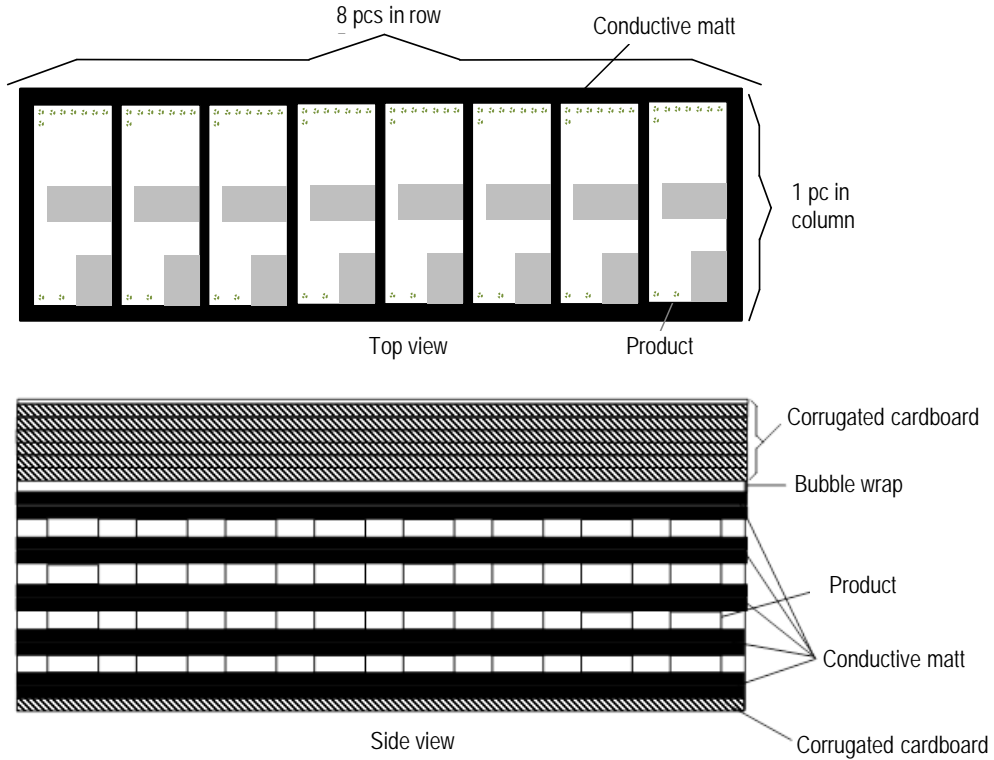 8 pcs in row
Conductive matt
1 pc in
column
Top view
Product
Corrugated cardboard
Bubble wrap
Product
Conductive matt
Side view
Corrugated cardboard